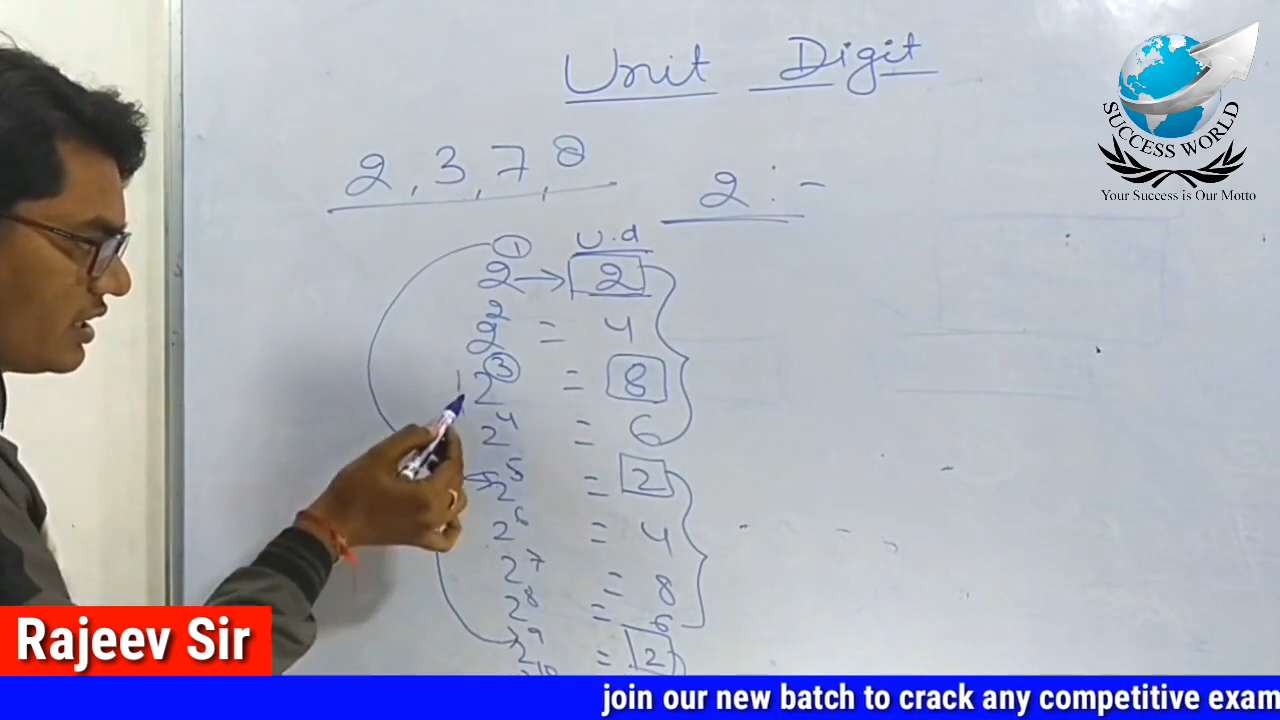 Unit Digit
2, 3, 7, 8
2 :-
U.d
2① → 2
2² = 4
2③ = 8
2⁴ = 6
2⁵ = 2
2⁶ = 4
2⁷ = 8
2⁸ = 6
2⁹ = 2
2¹⁰
SUCCESS WORLD
Your Success is Our Motto
Rajeev Sir
join our new batch to crack any competitive exam